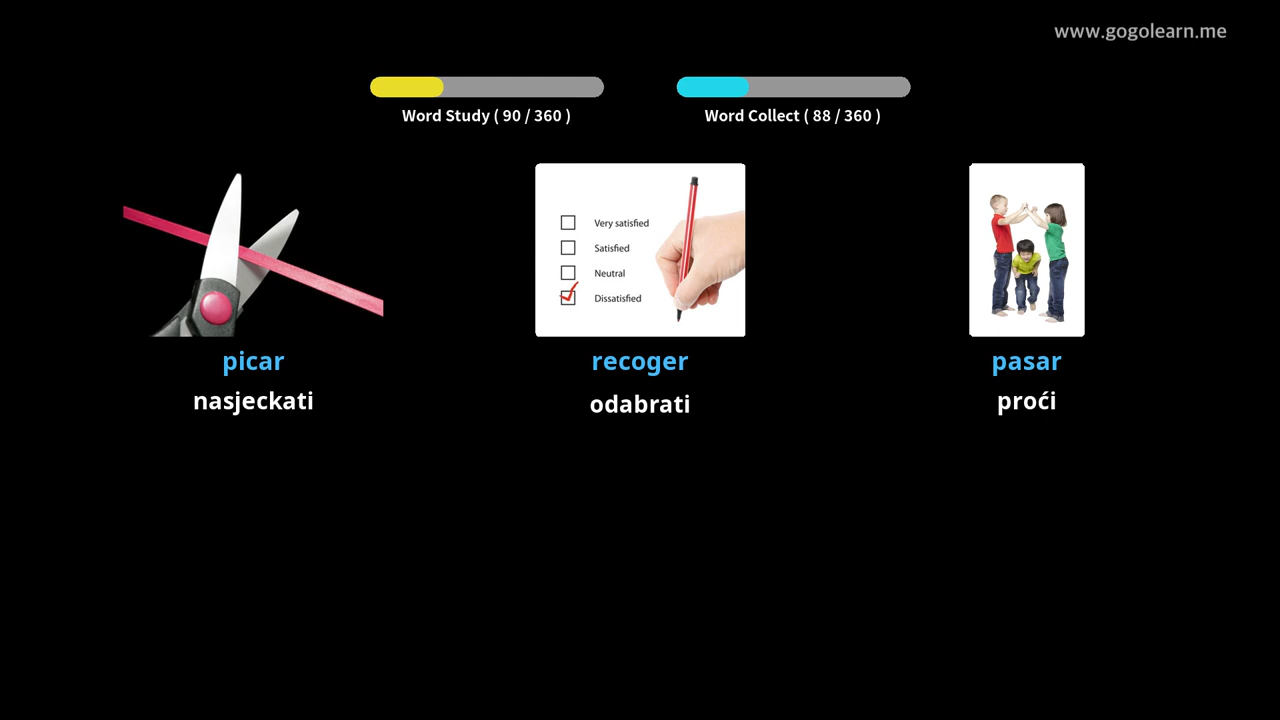 www.gogolearn.me
Word Study ( 90 / 360 )
Word Collect ( 88 / 360 )
Very satisfied
Satisfied
Neutral
Dissatisfied
picar
recoger
pasar
nasjeckati
odabrati
proći